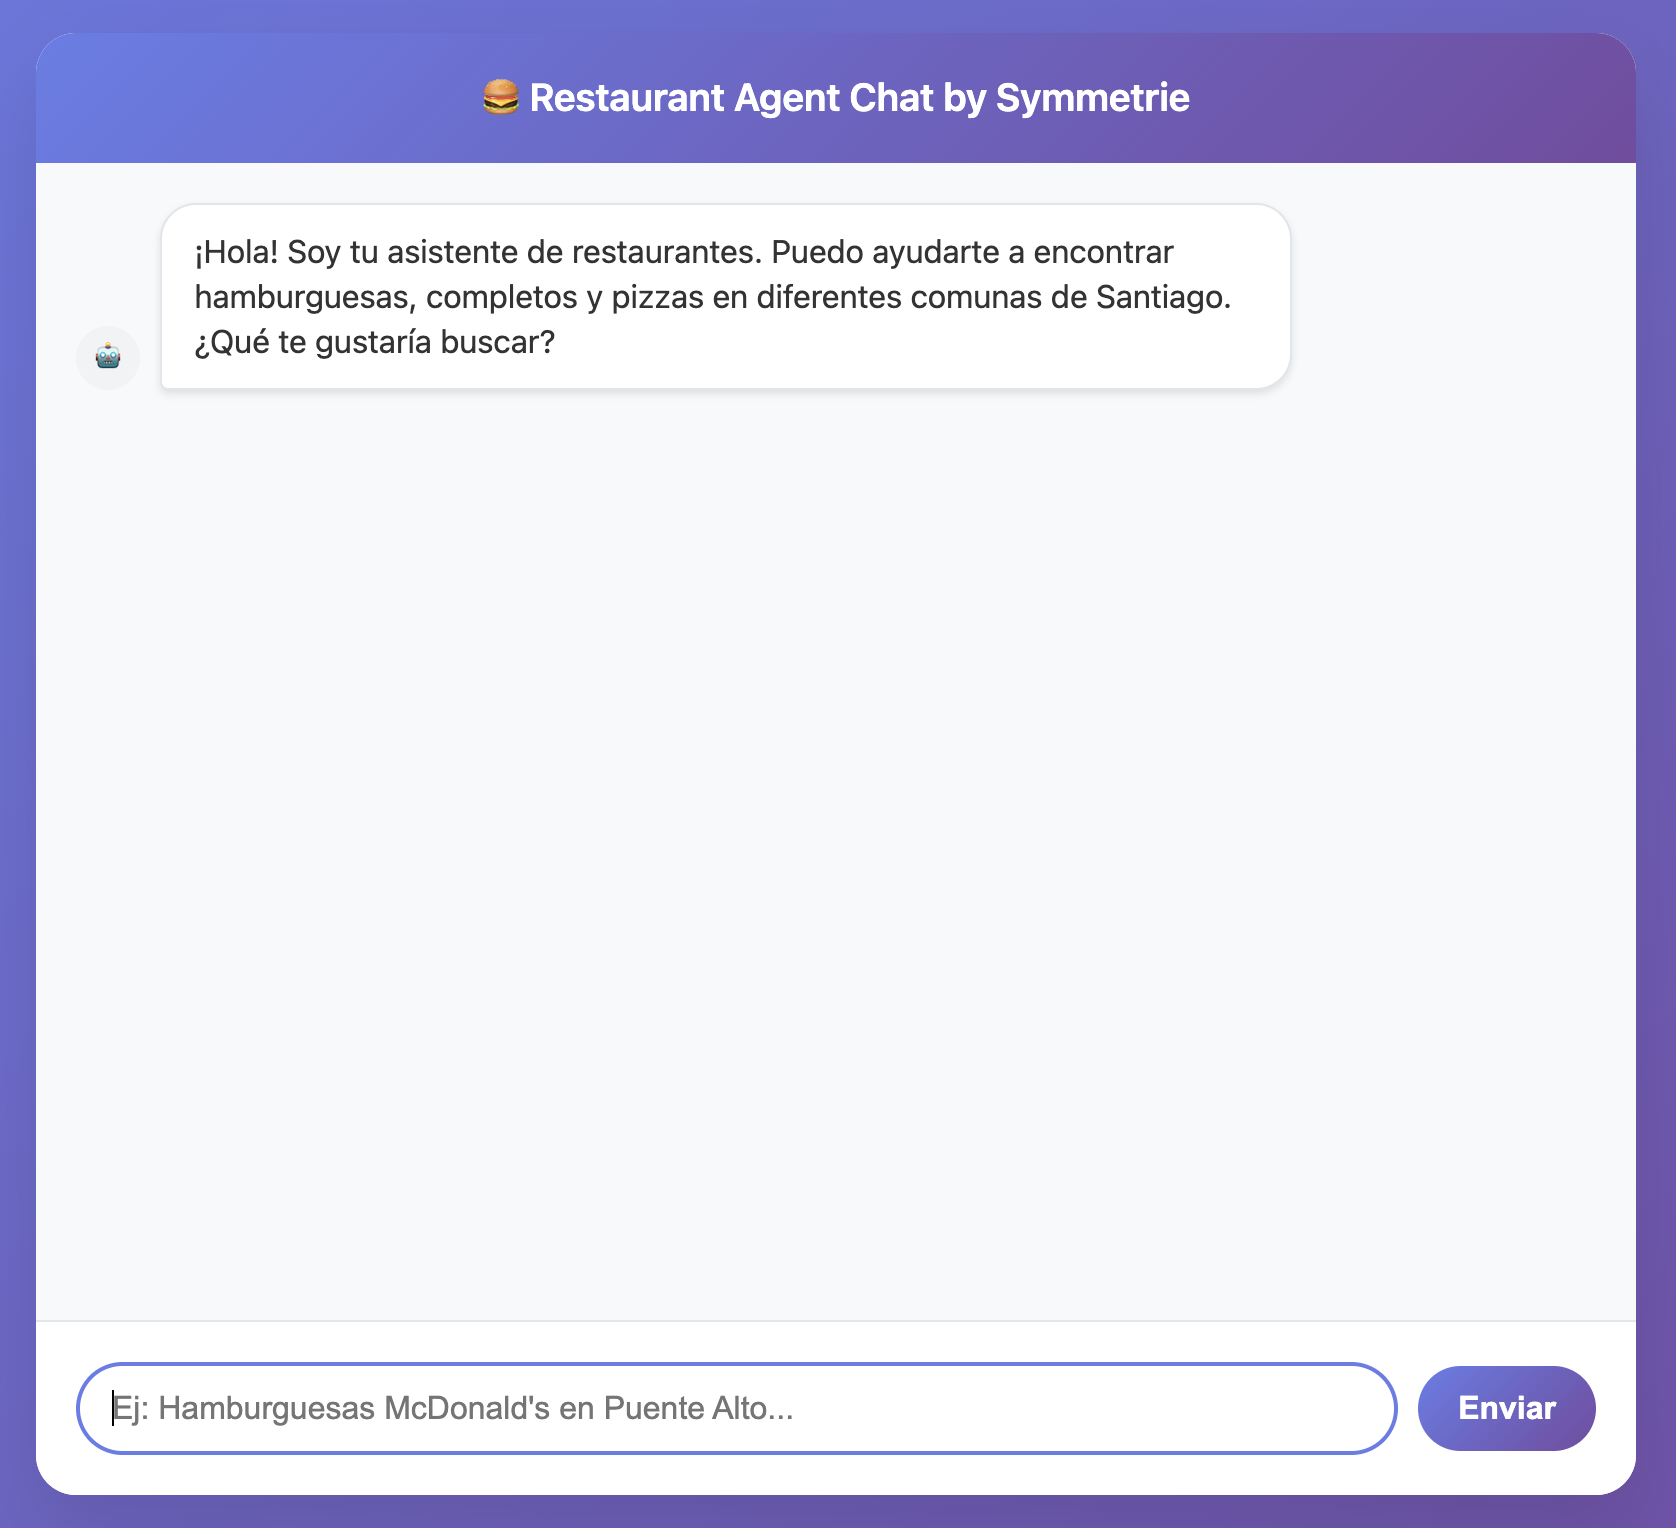 🍔 Restaurant Agent Chat by Symmetrie
¡Hola! Soy tu asistente de restaurantes. Puedo ayudarte a encontrar
hamburguesas, completos y pizzas en diferentes comunas de Santiago.
¿Qué te gustaría buscar?
Ej: Hamburguesas McDonald's en Puente Alto...
Enviar